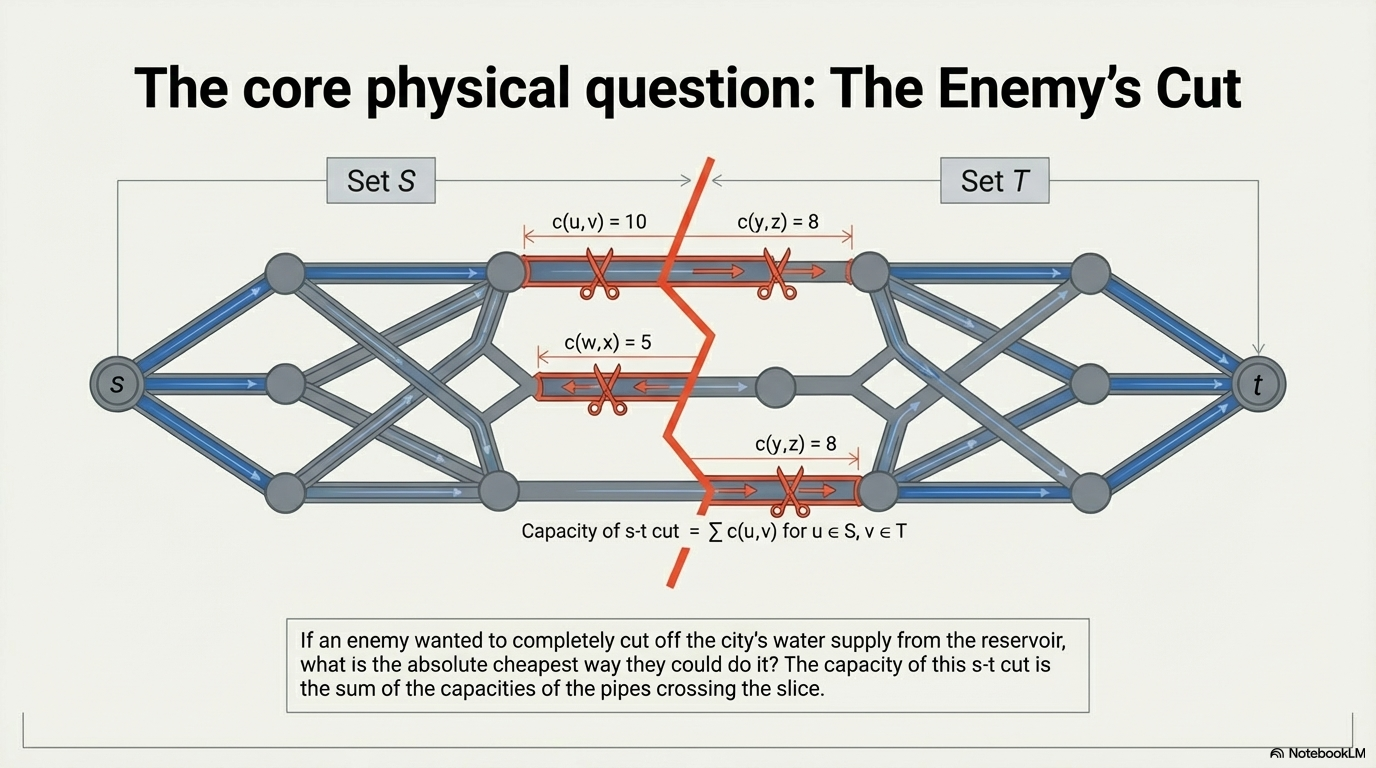 The core physical question: The Enemy's Cut
Set S
Set T
c(u,v) = 10
c(y,z) = 8
c(w,x) = 5
s
t
c(y,z) = 8
Capacity of s-t cut = ∑ c(u,v) for u ∈ S, v ∈ T
If an enemy wanted to completely cut off the city's water supply from the reservoir,
what is the absolute cheapest way they could do it? The capacity of this s-t cut is
the sum of the capacities of the pipes crossing the slice.
NotebookLM